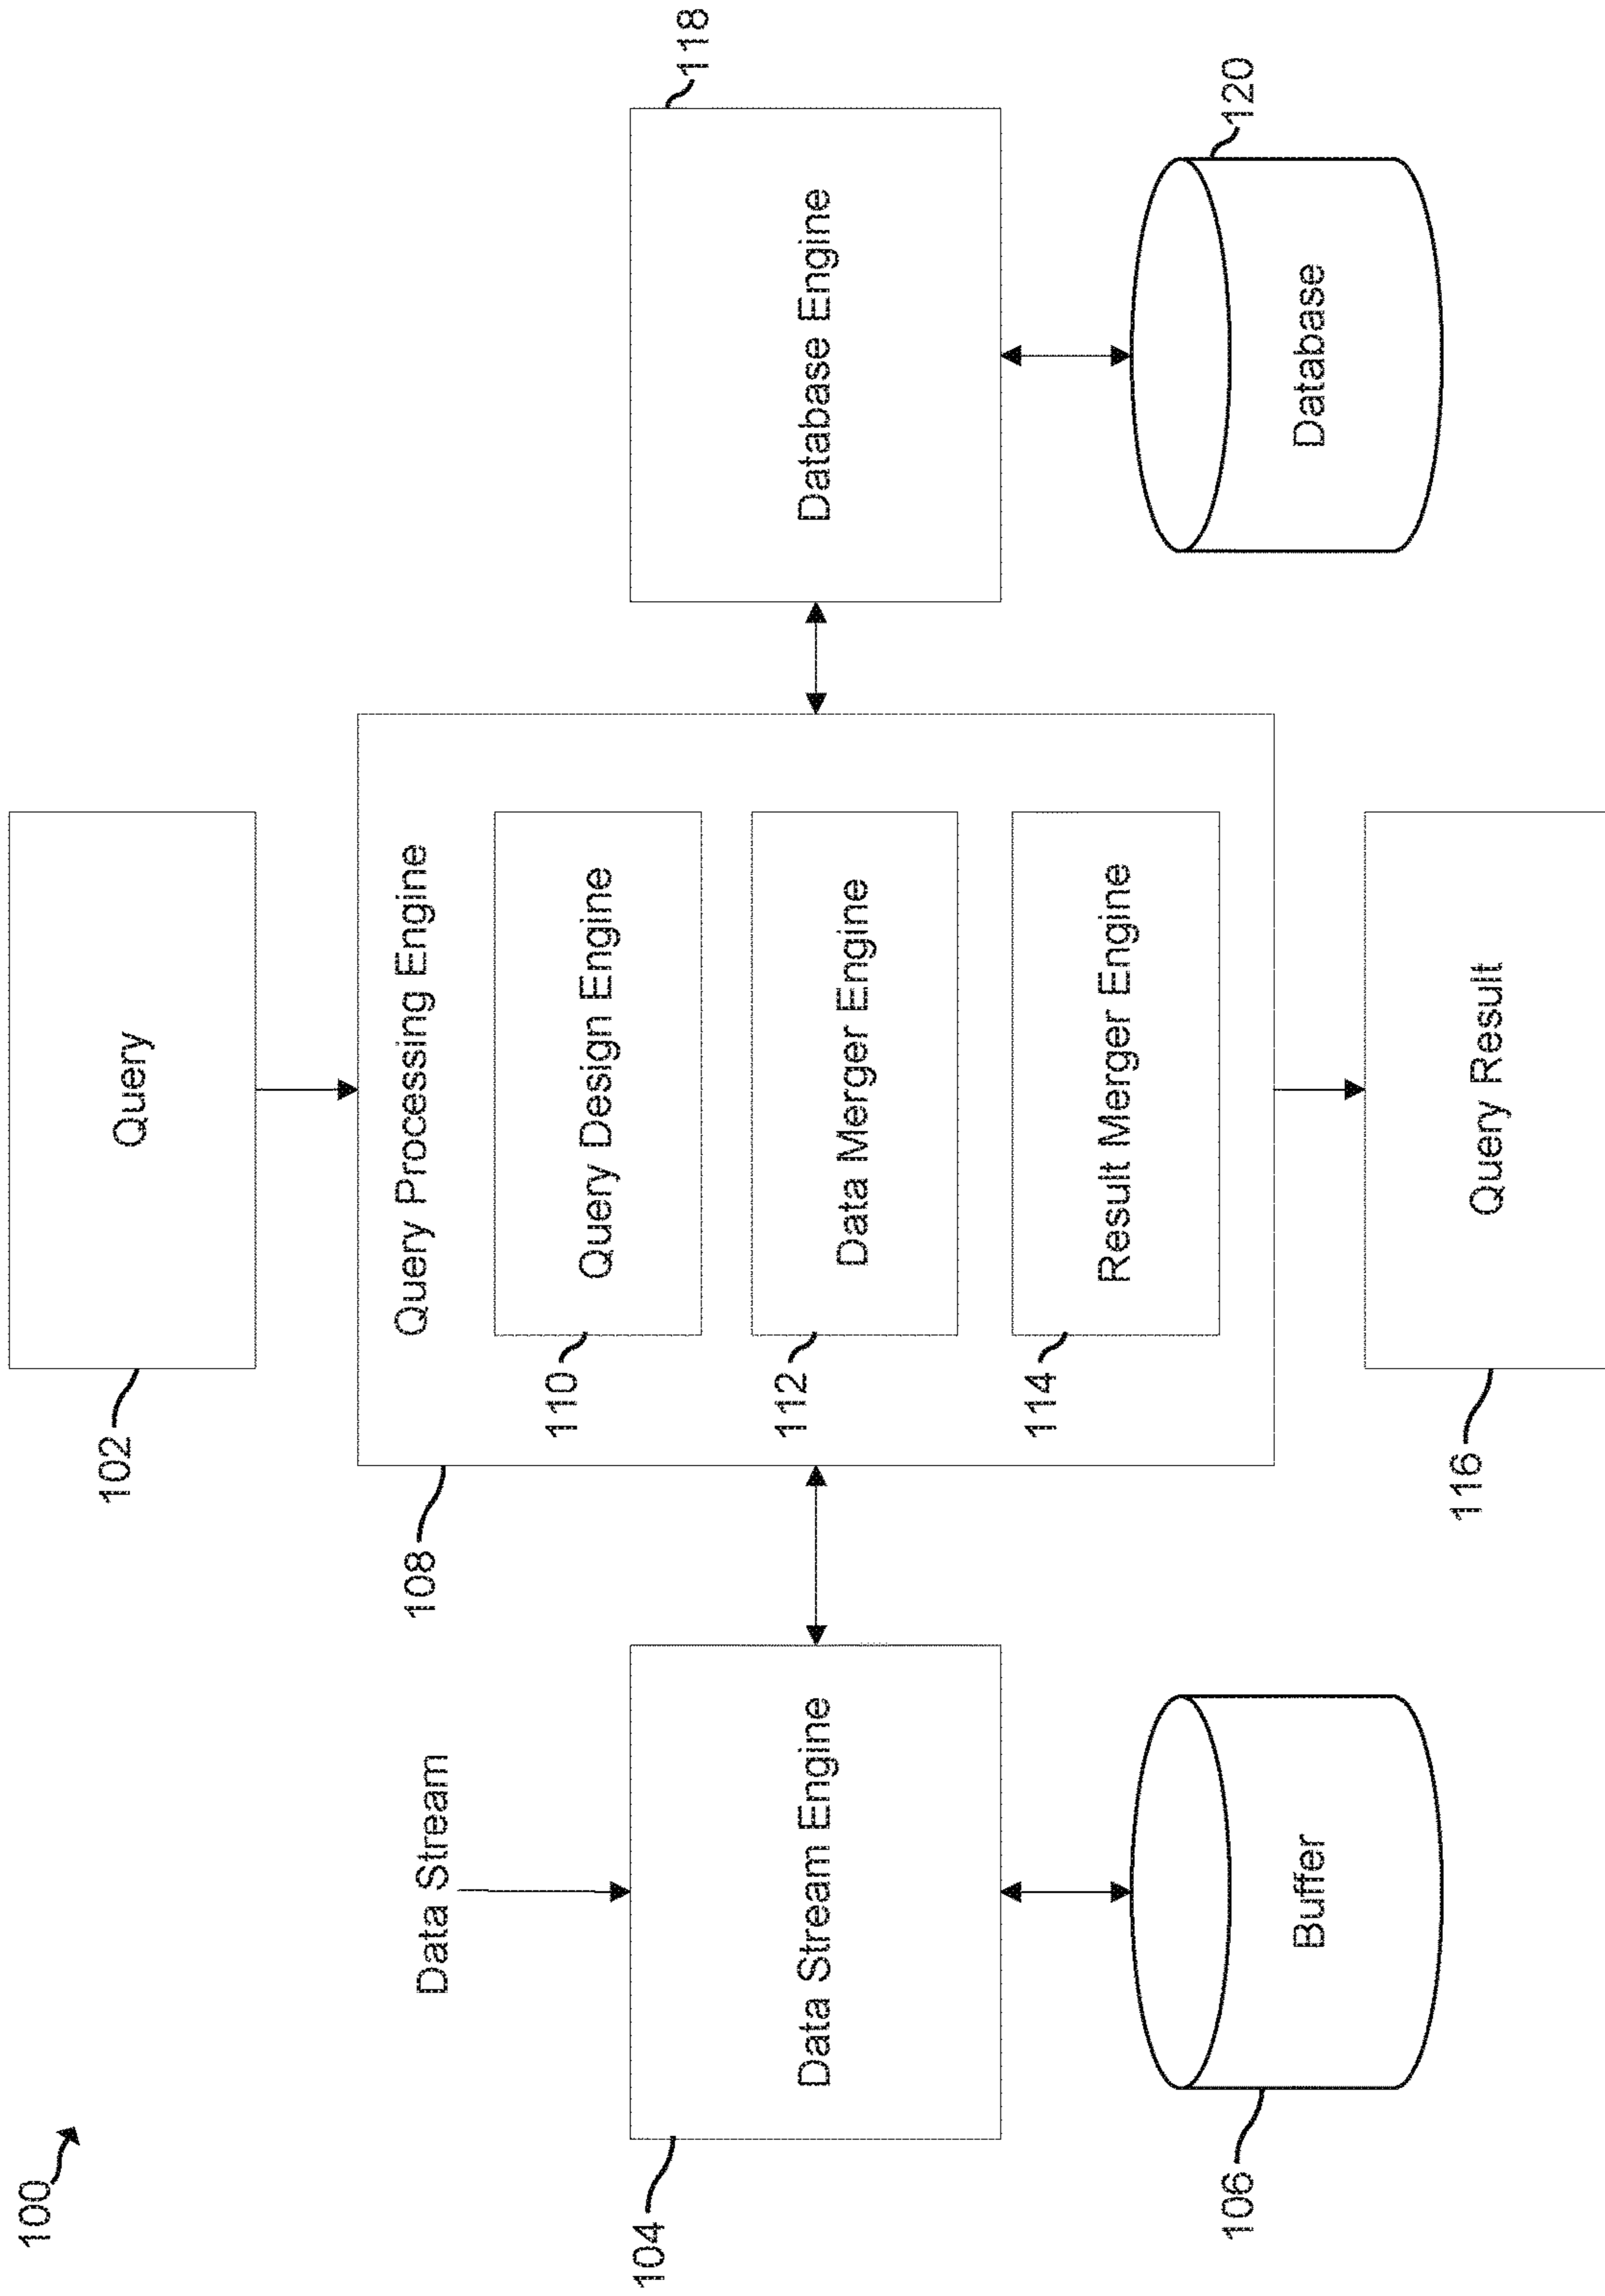 100
102
Query
108
Query Processing Engine
110
Query Design Engine
112
Data Merger Engine
114
Result Merger Engine
116
Query Result
Data Stream
104
Data Stream Engine
106
Buffer
118
Database Engine
120
Database